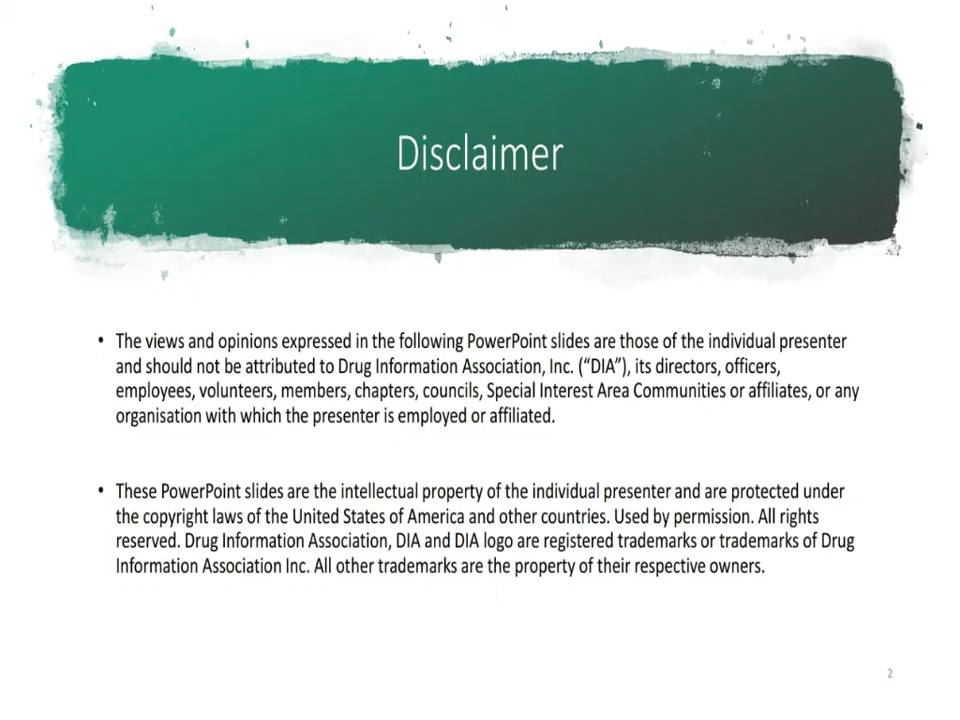 Disclaimer
• The views and opinions expressed in the following PowerPoint slides are those of the individual presenter
and should not be attributed to Drug Information Association, Inc. (“DIA”), its directors, officers,
employees, volunteers, members, chapters, councils, Special Interest Area Communities or affiliates, or any
organisation with which the presenter is employed or affiliated.
• These PowerPoint slides are the intellectual property of the individual presenter and are protected under
the copyright laws of the United States of America and other countries. Used by permission. All rights
reserved. Drug Information Association, DIA and DIA logo are registered trademarks or trademarks of Drug
Information Association Inc. All other trademarks are the property of their respective owners.
2